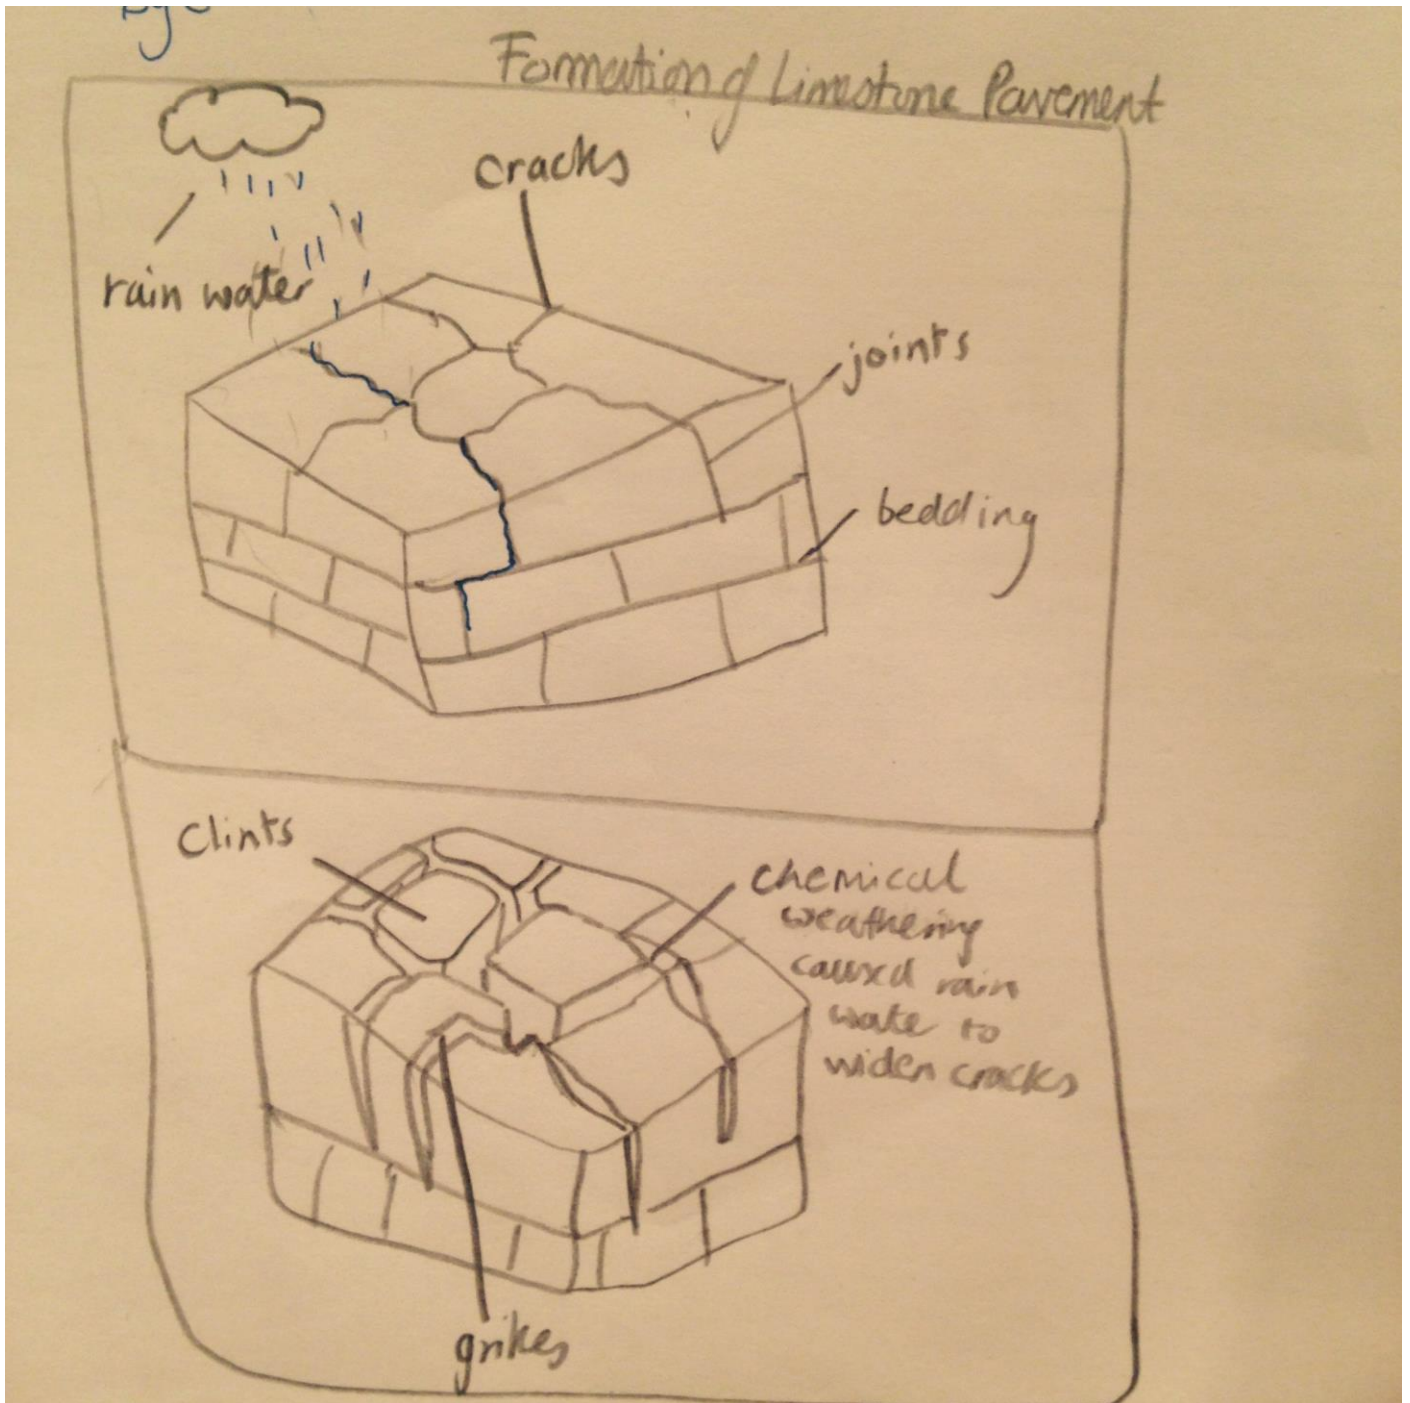 Formation of Limestone Pavement
cracks
rain water
joints
bedding
Clints
chemical
weathering
caused rain
wate to
widen cracks
grikes